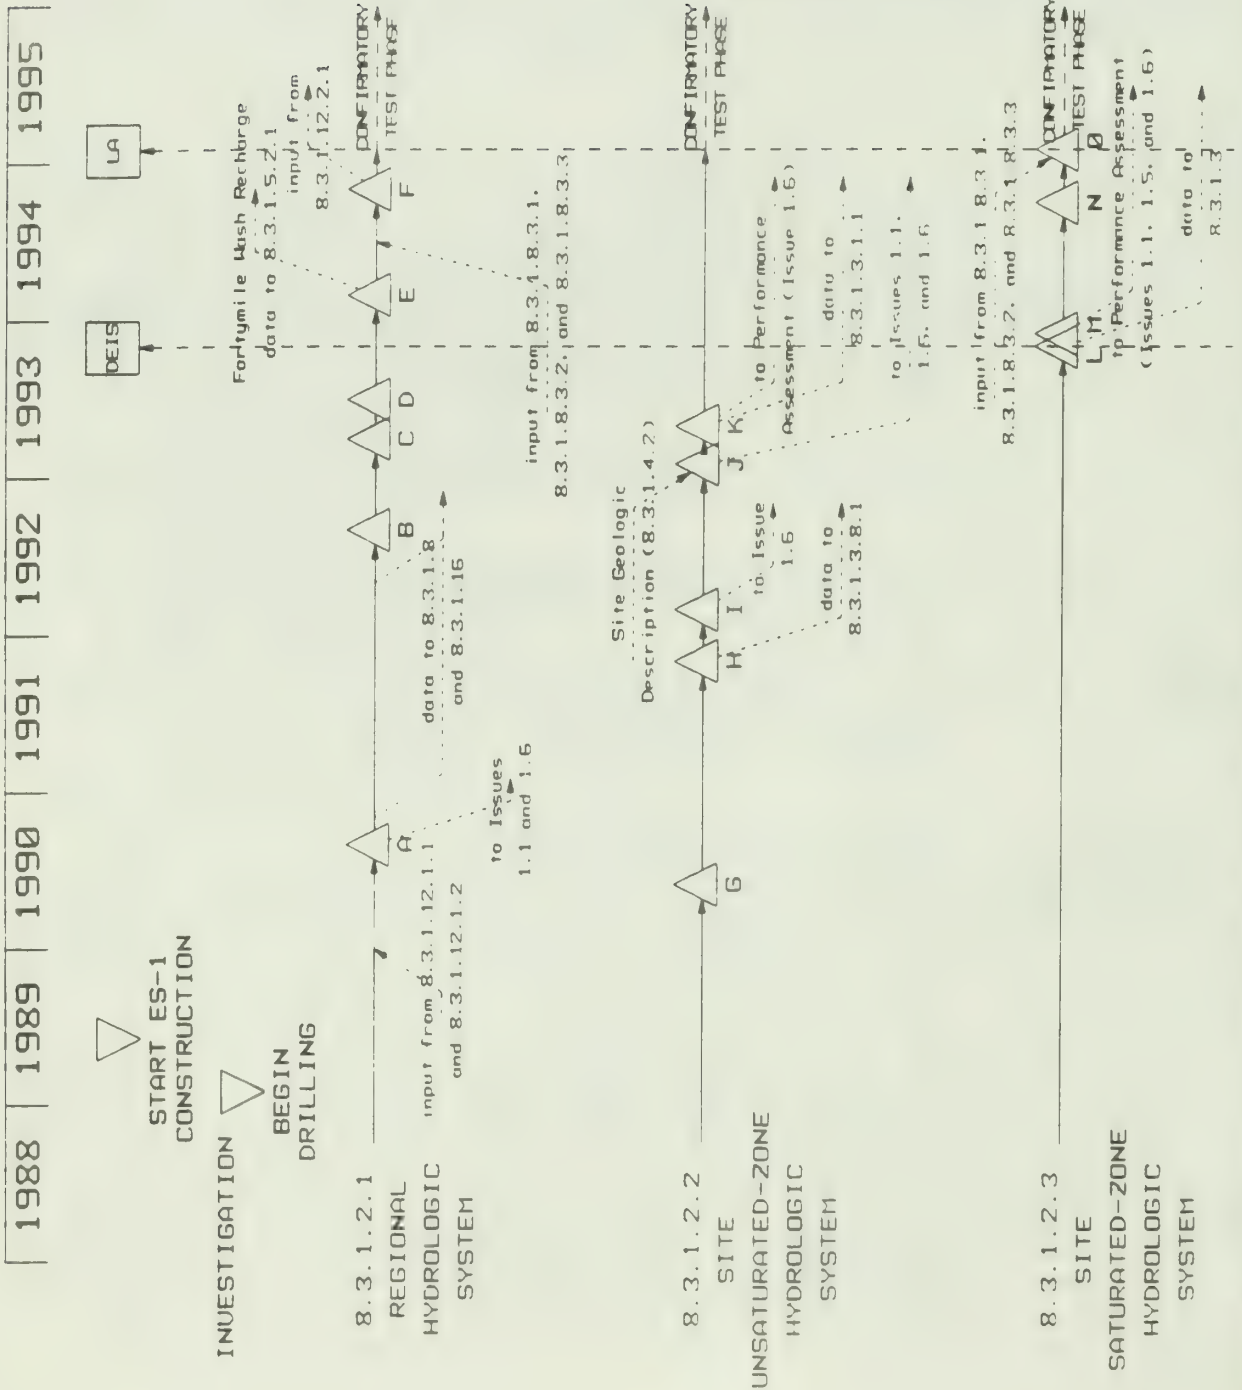 1988 1989 1990 1991 1992 1993 1994 1995
START ES-1
CONSTRUCTION
DEIS
LA
INVESTIGATION
BEGIN
DRILLING
8.3.1.2.1
REGIONAL
HYDROLOGIC
SYSTEM
input from 8.3.1.12.1.1
and 8.3.1.12.1.2
A
to Issues
1.1 and 1.6
data to 8.3.1.8
and 8.3.1.16
B
C
D
E
F
Fortymile Wash Recharge
data to 8.3.1.5.2.1
input from
8.3.1.12.2.1
input from 8.3.1.8.3.1.
8.3.1.8.3.2. and 8.3.1.8.3.3
CONFIRMATORY
TEST PHASE
8.3.1.2.2
SITE
UNSATURATED-ZONE
HYDROLOGIC
SYSTEM
G
H
I
J
K
Site Geologic
Description (8.3.1.4.2)
to Issue
1.6
data to
8.3.1.3.8.1
to Performance
Assessment (Issue 1.6)
data to
8.3.1.3.1.1
to Issues 1.1.
1.5. and 1.6
CONFIRMATORY
TEST PHASE
8.3.1.2.3
SITE
SATURATED-ZONE
HYDROLOGIC
SYSTEM
input from 8.3.1.8.3.1.
8.3.1.8.3.2. and 8.3.1.8.3.3
L
M
N
Ø
CONFIRMATORY
TEST PHASE
to Performance Assessment
(Issues 1.1. 1.5. and 1.6)
data to
8.3.1.3